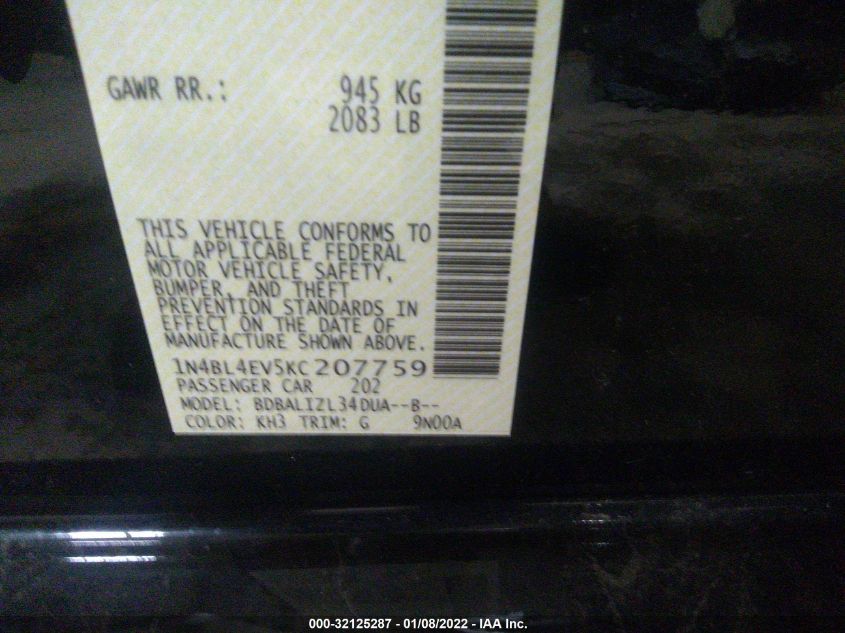 GAWR RR.: 945 KG
2083 LB
THIS VEHICLE CONFORMS TO
ALL APPLICABLE FEDERAL
MOTOR VEHICLE SAFETY,
BUMPER, AND THEFT
PREVENTION STANDARDS IN
EFFECT ON THE DATE OF
MANUFACTURE SHOWN ABOVE.
1N4BL4EV5KC207759
PASSENGER CAR 202
MODEL: BDBALIZL34DUA--B--
COLOR: KH3 TRIM: G 9N00A
000-32125287 - 01/08/2022 - IAA Inc.